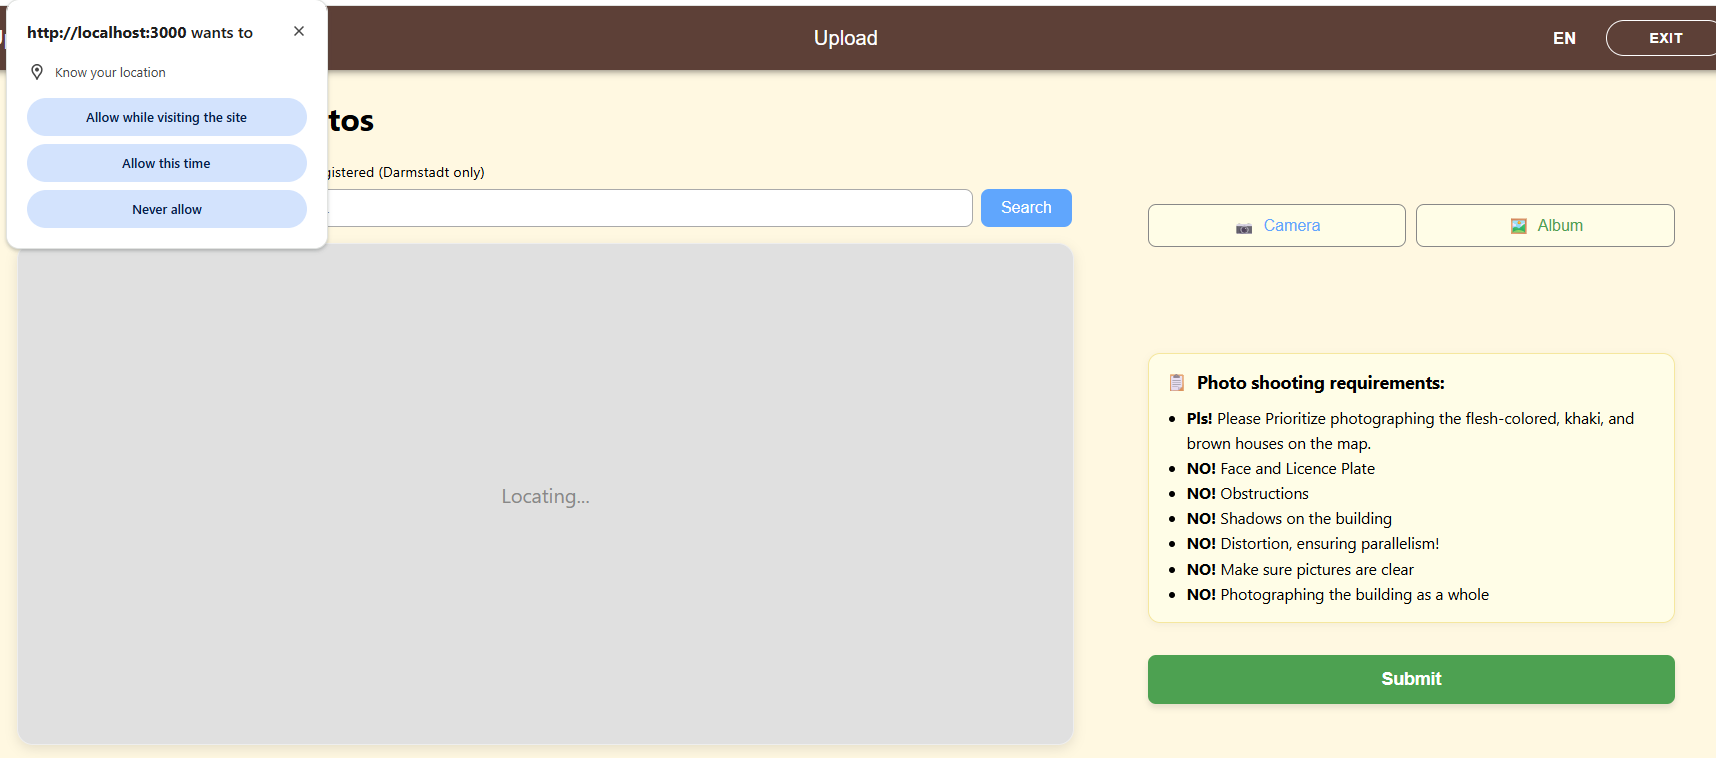 http://localhost:3000 wants to
Know your location
Allow while visiting the site
Allow this time
Never allow
Upload
EN
EXIT
tos
gistered (Darmstadt only)
Search
Locating...
Camera
Album
Photo shooting requirements:
Pls! Please Prioritize photographing the flesh-colored, khaki, and
brown houses on the map.
NO! Face and Licence Plate
NO! Obstructions
NO! Shadows on the building
NO! Distortion, ensuring parallelism!
NO! Make sure pictures are clear
NO! Photographing the building as a whole
Submit